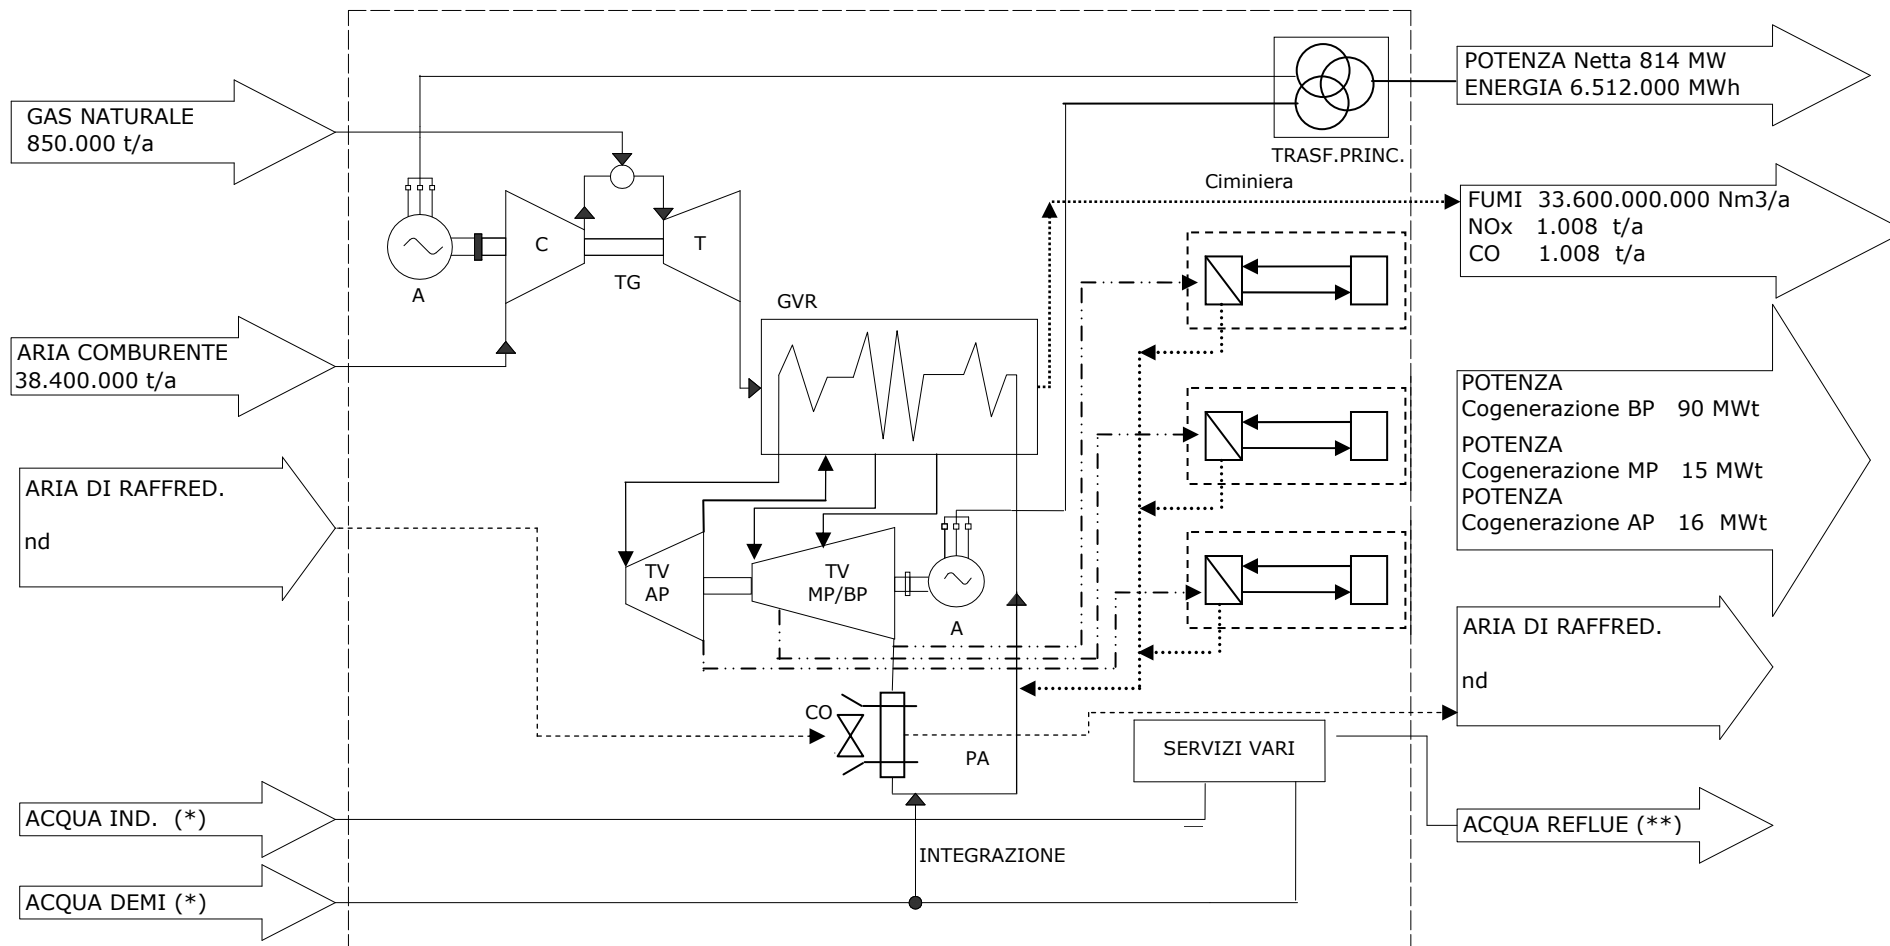 POTENZA Netta 814 MW
ENERGIA 6.512.000 MWh
GAS NATURALE
850.000 t/a
TRASF.PRINC.
Ciminiera
FUMI 33.600.000.000 Nm3/a
NOx 1.008 t/a
CO 1.008 t/a
C
T
TG
A
GVR
ARIA COMBURENTE
38.400.000 t/a
POTENZA
Cogenerazione BP 90 MWt
POTENZA
Cogenerazione MP 15 MWt
POTENZA
Cogenerazione AP 16 MWt
ARIA DI RAFFRED.
nd
TV
AP
TV
MP/BP
A
ARIA DI RAFFRED.
nd
CO
PA
SERVIZI VARI
ACQUA IND. (*)
ACQUA REFLUE (**)
INTEGRAZIONE
ACQUA DEMI (*)